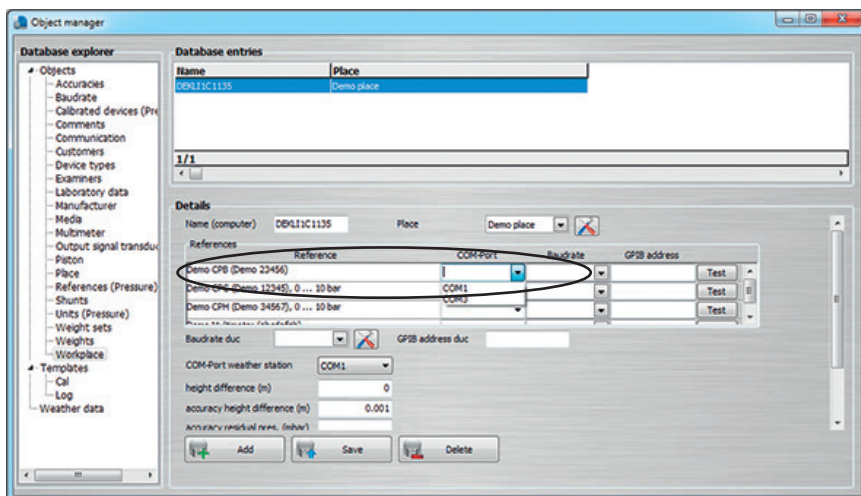 Object manager
Database explorer
Objects
Accuracies
Baudrate
Calibrated devices (Pre
Comments
Communication
Customers
Device types
Examiners
Laboratory data
Manufacturer
Media
Multimeter
Output signal transduc
Piston
Place
References (Pressure)
Shunts
Units (Pressure)
Weight sets
Weights
Workplace
Templates
Cal
Log
Weather data
Database entries
Name Place
DEKLI1C1135 Demo place
1/1
Details
Name (computer) DEKLI1C1135 Place Demo place
References
Reference COM-Port Baudrate GPIB address
Demo CPB (Demo 23456) Test
Demo CPG (Demo 12345), 0 ... 10 bar COM1 Test
COM3
Demo CPH (Demo 34567), 0 ... 10 bar Test
Baudrate duc GPIB address duc
COM-Port weather station COM1
height difference (m) 0
accuracy height difference (m) 0.001
accuracy residual pres. (mbar)
Add Save Delete